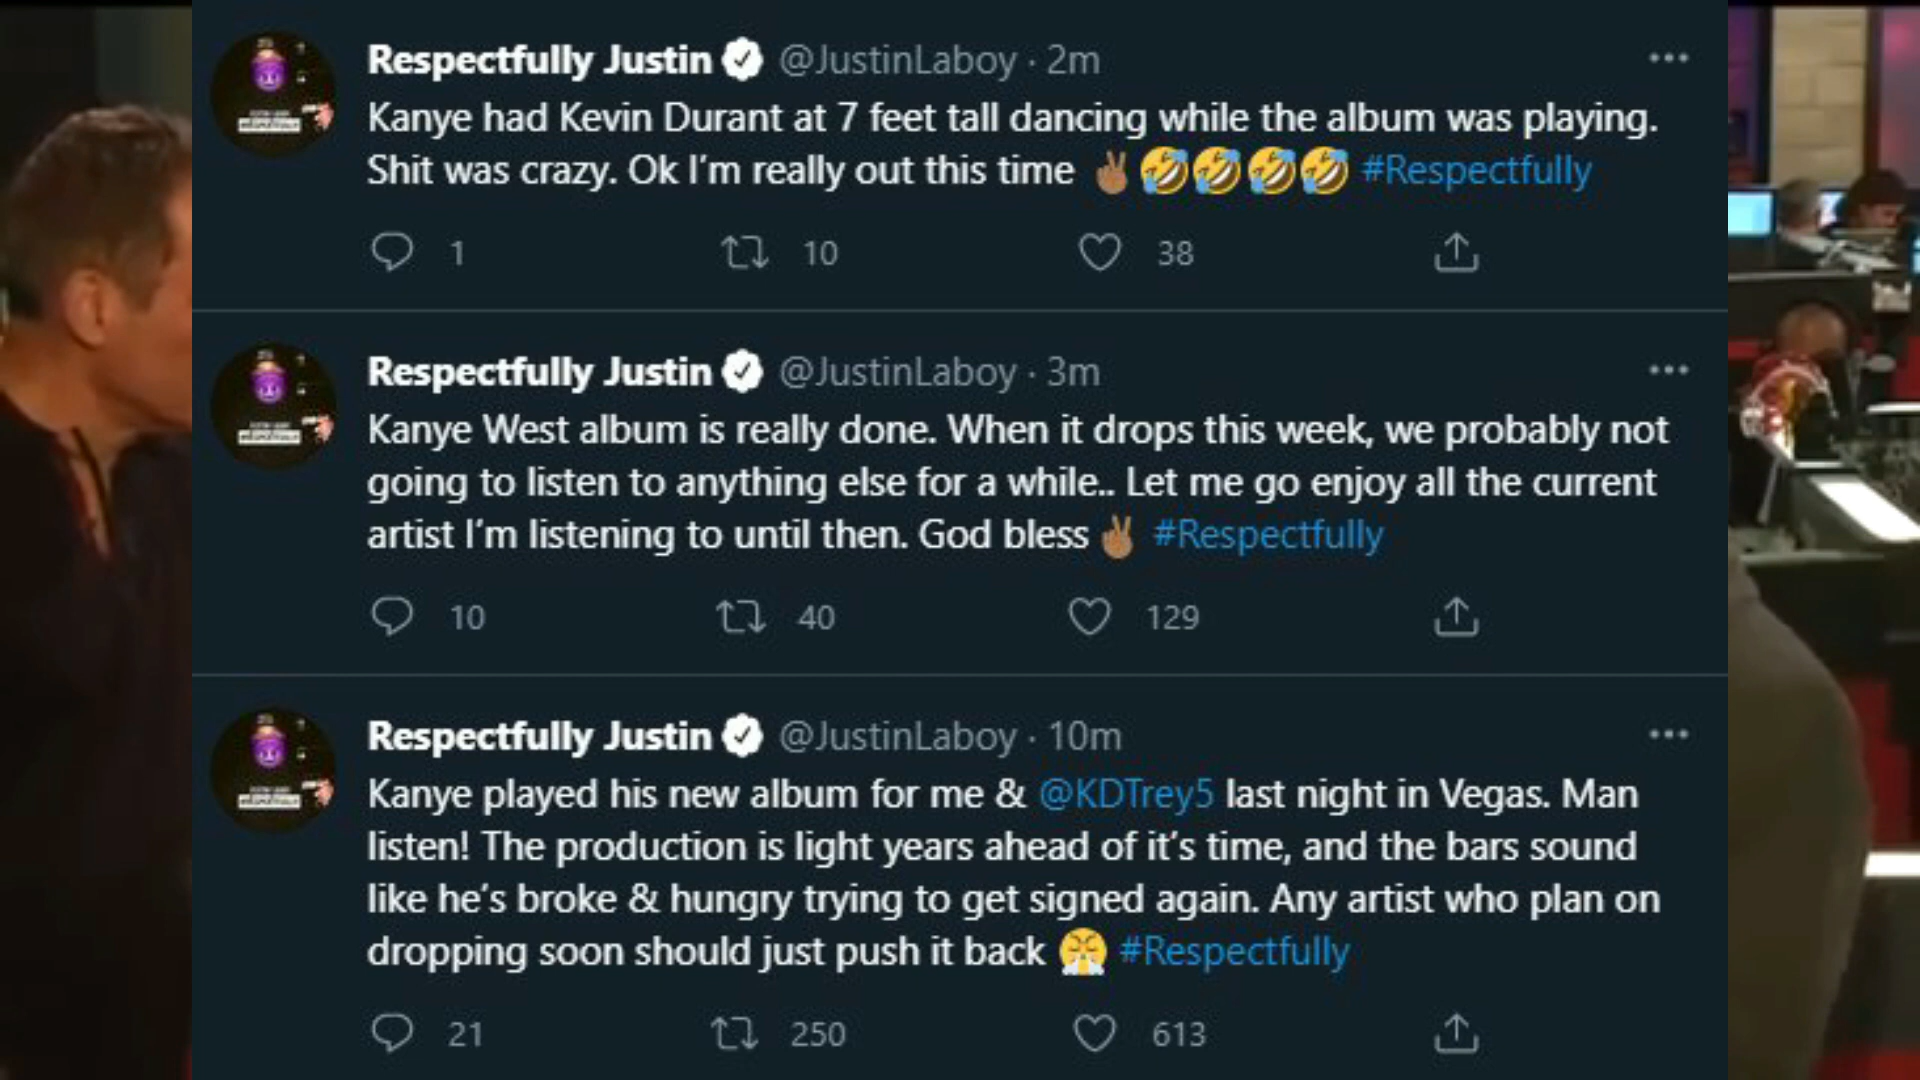 Respectfully Justin @JustinLaboy · 2m
Kanye had Kevin Durant at 7 feet tall dancing while the album was playing.
Shit was crazy. Ok I’m really out this time ✌🏾🤣🤣🤣🤣 #Respectfully
1 10 38
Respectfully Justin @JustinLaboy · 3m
Kanye West album is really done. When it drops this week, we probably not
going to listen to anything else for a while.. Let me go enjoy all the current
artist I’m listening to until then. God bless ✌🏾 #Respectfully
10 40 129
Respectfully Justin @JustinLaboy · 10m
Kanye played his new album for me & @KDTrey5 last night in Vegas. Man
listen! The production is light years ahead of it’s time, and the bars sound
like he’s broke & hungry trying to get signed again. Any artist who plan on
dropping soon should just push it back 😤 #Respectfully
21 250 613